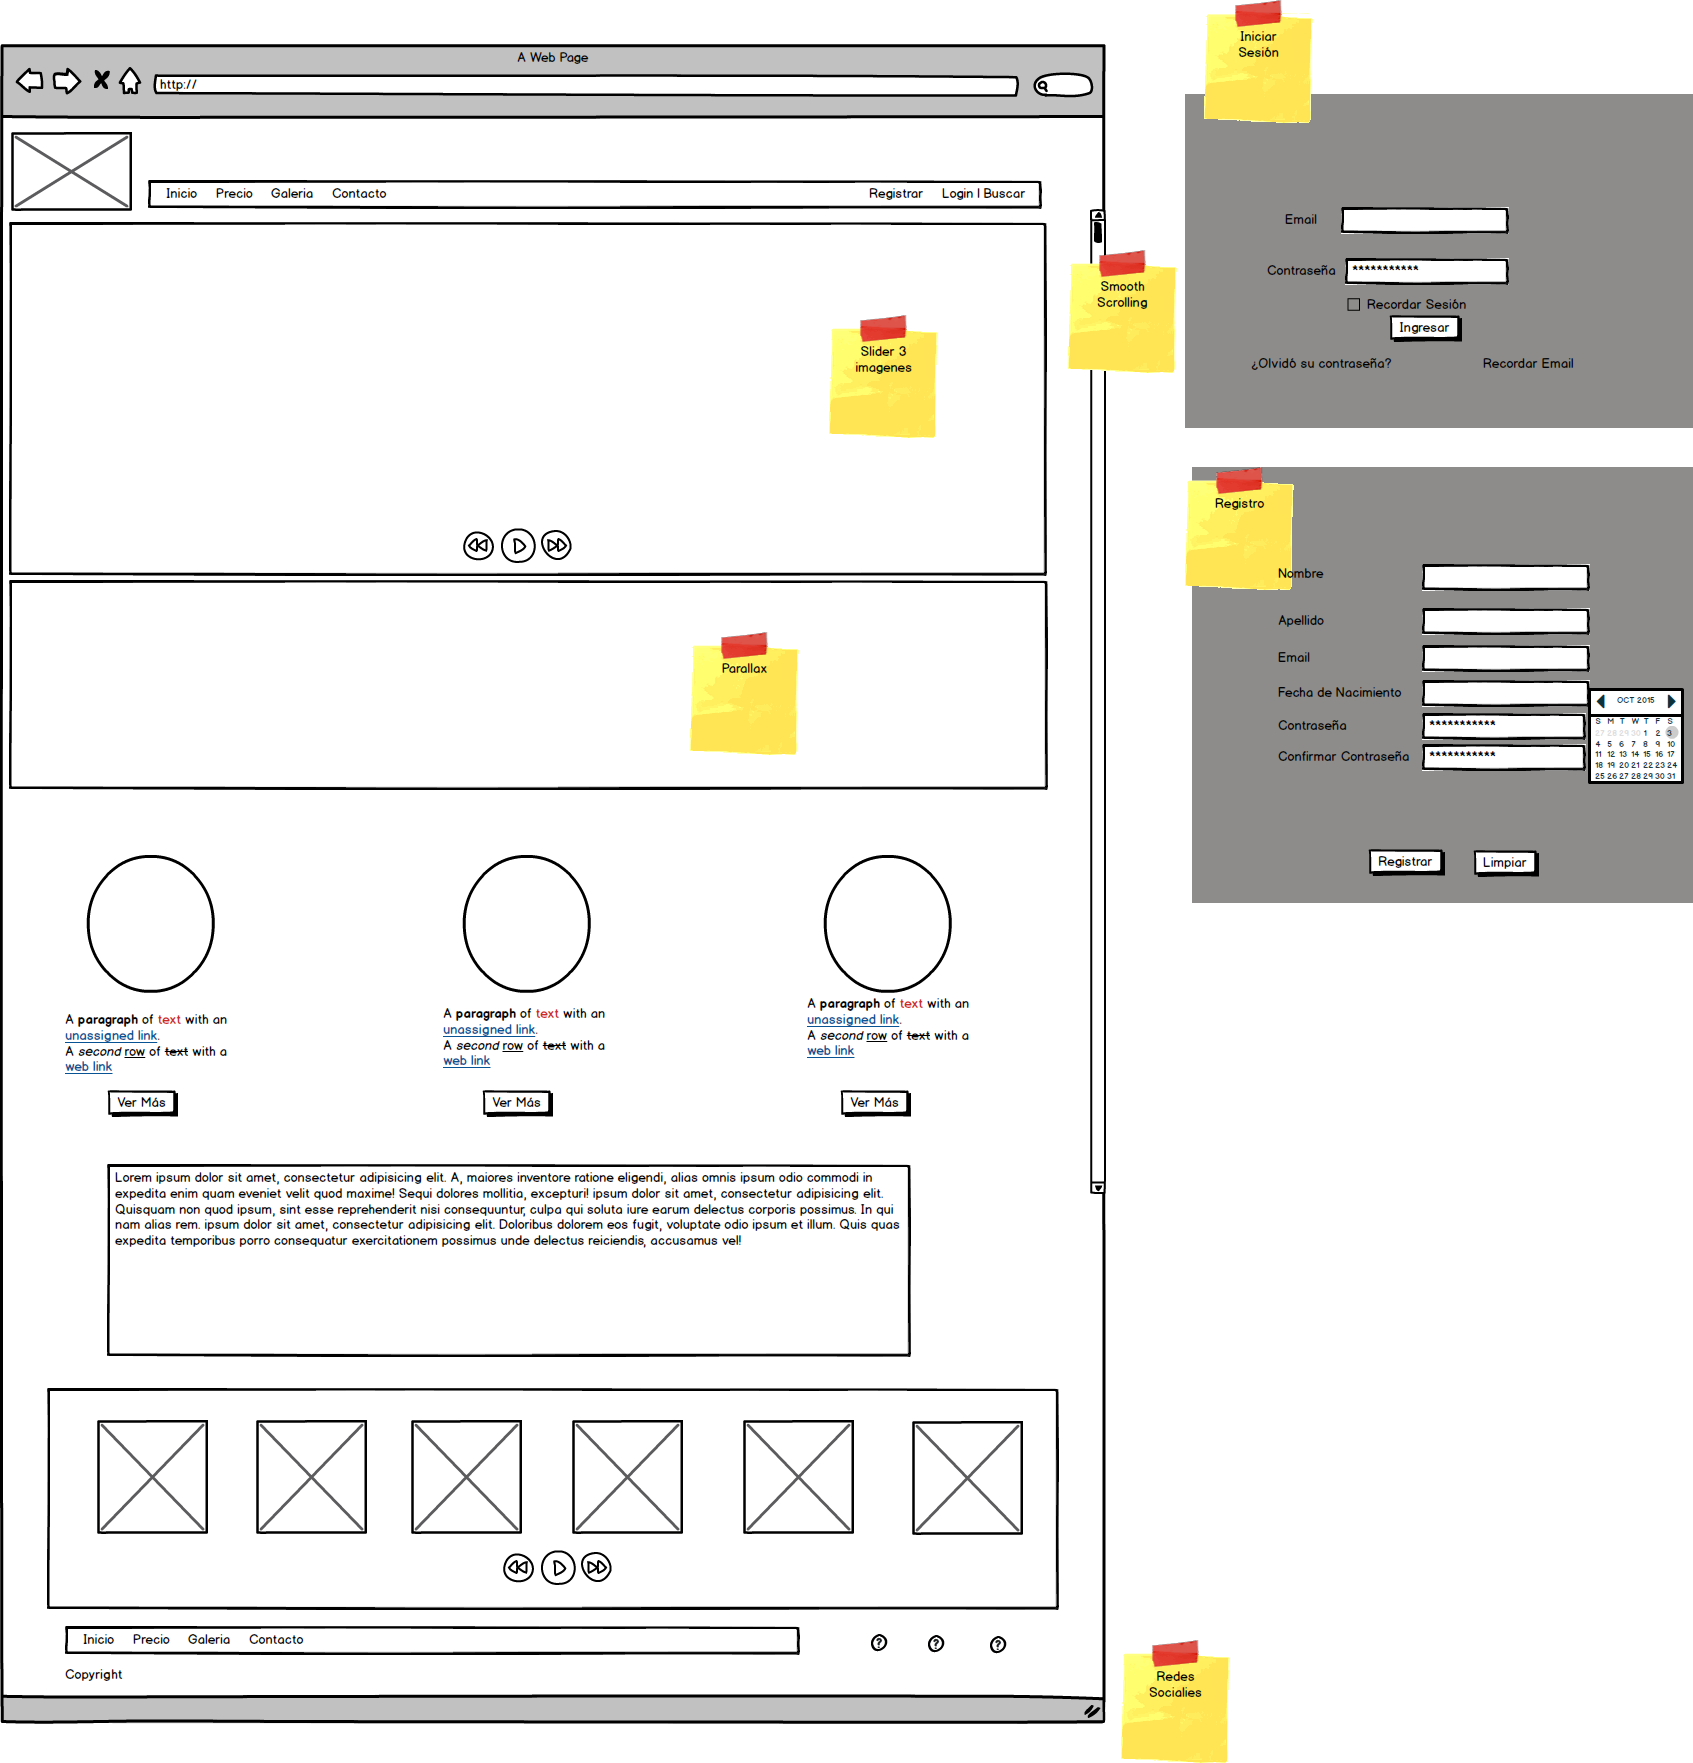 A Web Page
http://
Inicio Precio Galeria Contacto Registrar Login | Buscar
Slider 3
imagenes
Smooth
Scrolling
Parallax
A paragraph of text with an
unassigned link.
A second row of text with a
web link
Ver Más
A paragraph of text with an
unassigned link.
A second row of text with a
web link
Ver Más
A paragraph of text with an
unassigned link.
A second row of text with a
web link
Ver Más
Lorem ipsum dolor sit amet, consectetur adipisicing elit. A, maiores inventore ratione eligendi, alias omnis ipsum odio commodi in
expedita enim quam eveniet velit quod maxime! Sequi dolores mollitia, excepturi! ipsum dolor sit amet, consectetur adipisicing elit.
Quisquam non quod ipsum, sint esse reprehenderit nisi consequuntur, culpa qui soluta iure earum delectus corporis possimus. In qui
nam alias rem. ipsum dolor sit amet, consectetur adipisicing elit. Doloribus dolorem eos fugit, voluptate odio ipsum et illum. Quis quas
expedita temporibus porro consequatur exercitationem possimus unde delectus reiciendis, accusamus vel!
Inicio Precio Galeria Contacto
? ? ?
Copyright
Redes
Socialies
Iniciar
Sesión
Email
Contraseña ***********
Recordar Sesión
Ingresar
¿Olvidó su contraseña? Recordar Email
Registro
Nombre
Apellido
Email
Fecha de Nacimiento
Contraseña ***********
Confirmar Contraseña ***********
OCT 2015
S M T W T F S
27 28 29 30 1 2 3
4 5 6 7 8 9 10
11 12 13 14 15 16 17
18 19 20 21 22 23 24
25 26 27 28 29 30 31
Registrar Limpiar